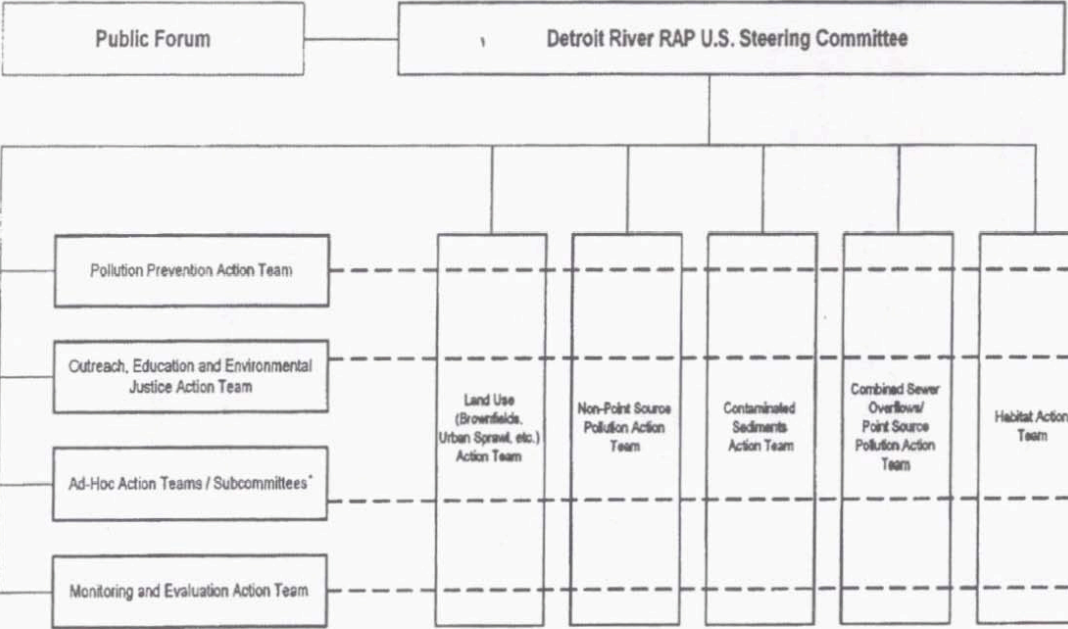 Public Forum
Detroit River RAP U.S. Steering Committee
Pollution Prevention Action Team
Outreach, Education and Environmental
Justice Action Team
Ad-Hoc Action Teams / Subcommittees*
Monitoring and Evaluation Action Team
Land Use
(Brownfields,
Urban Sprawl, etc.)
Action Team
Non-Point Source
Pollution Action
Team
Contaminated
Sediments
Action Team
Combined Sewer
Overflows/
Point Source
Pollution Action
Team
Habitat Action
Team